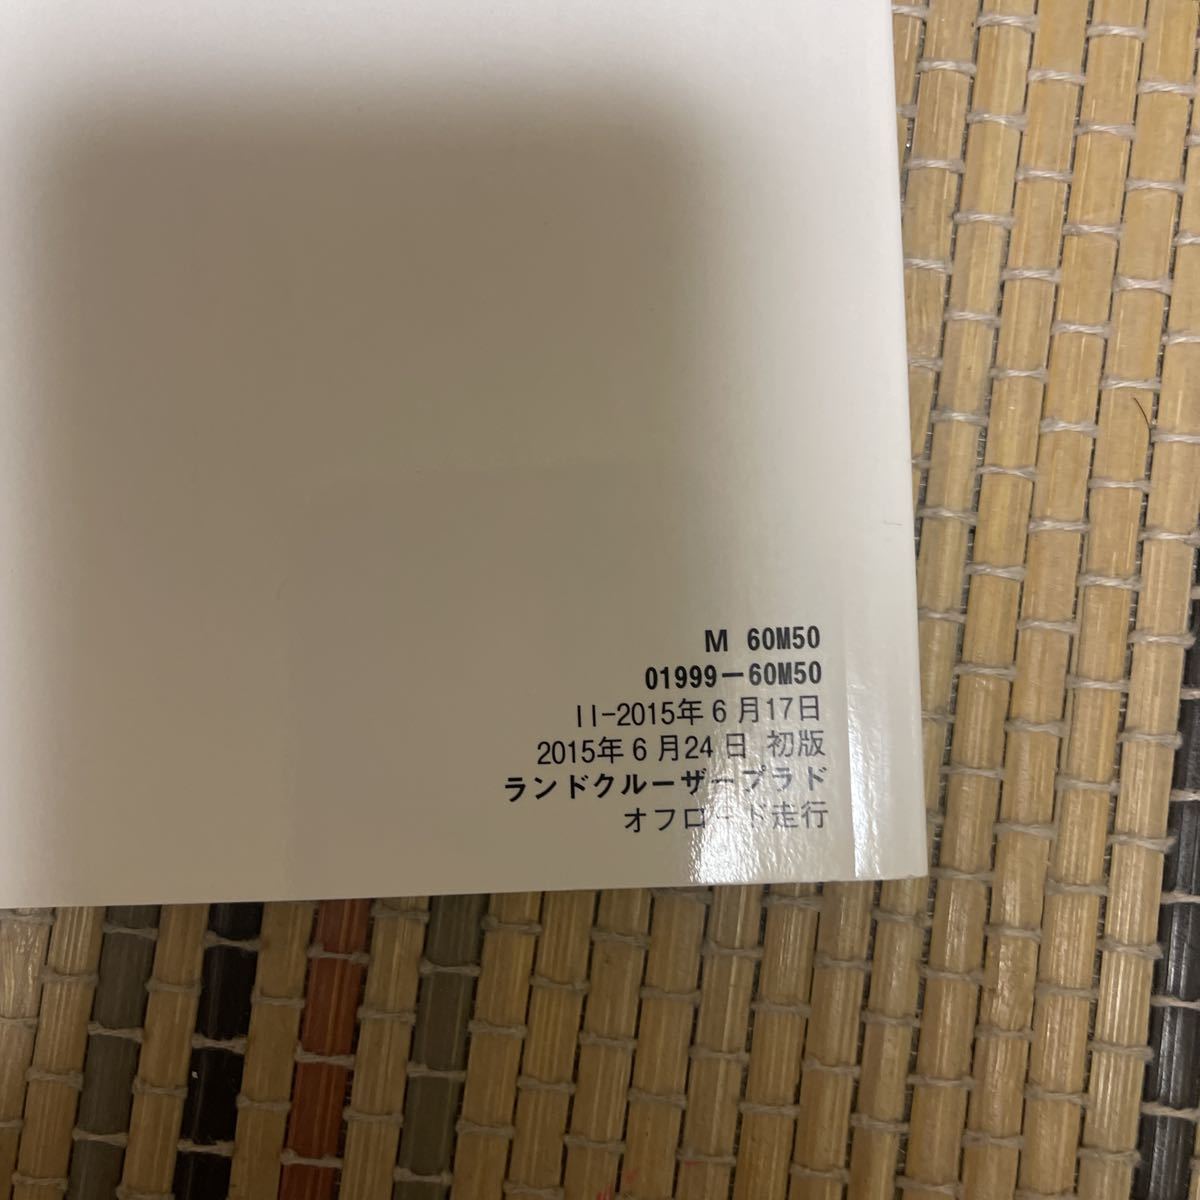 M 60M50
01999-60M50
II-2015年6月17日
2015年6月24日 初版
ランドクルーザープラド
オフロード走行